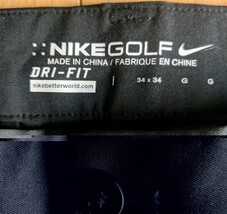 NIKEGOLF
MADE IN CHINA / FABRIQUE EN CHINE
DRI-FIT
nikebetterworld.com
34 x 34 G G